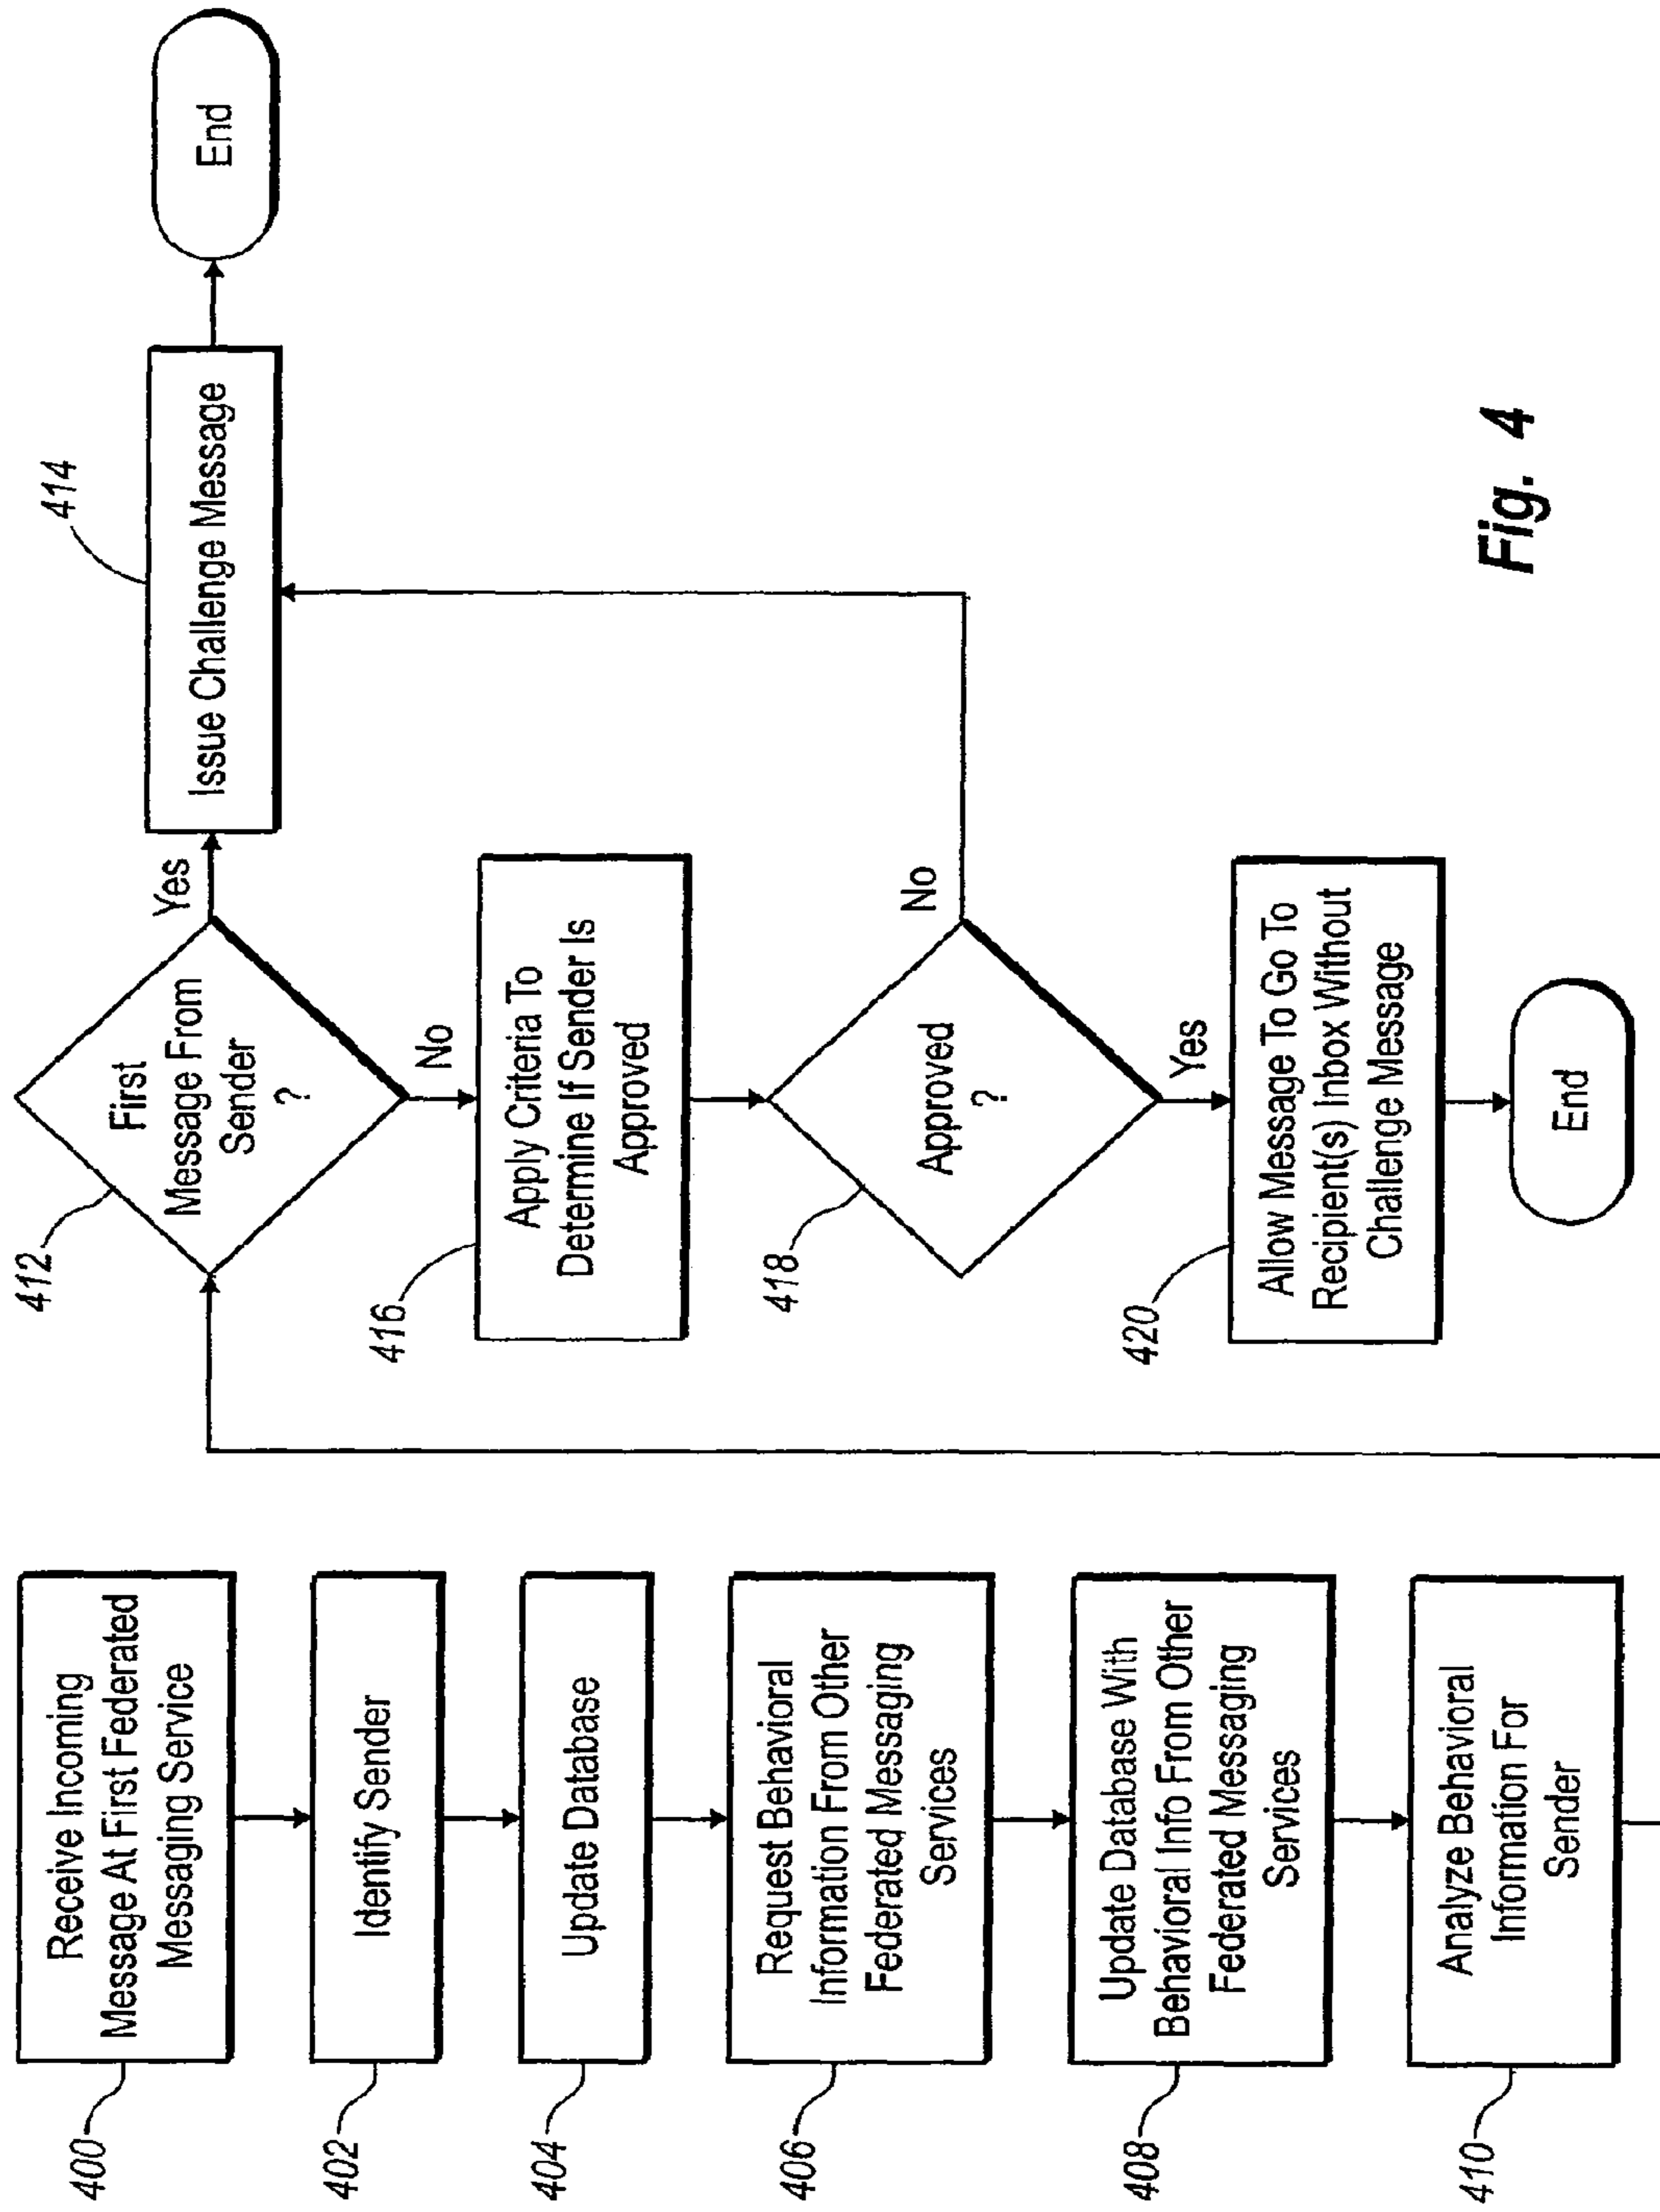 400
Receive Incoming
Message At First Federated
Messaging Service
402
Identify Sender
404
Update Database
406
Request Behavioral
Information From Other
Federated Messaging
Services
408
Update Database With
Behavioral Info From Other
Federated Messaging
Services
410
Analyze Behavioral
Information For
Sender
412
First
Message From
Sender
?
Yes
No
414
Issue Challenge Message
End
416
Apply Criteria To
Determine If Sender Is
Approved
418
Approved
?
No
Yes
420
Allow Message To Go To
Recipient(s) Inbox Without
Challenge Message
End
Fig. 4